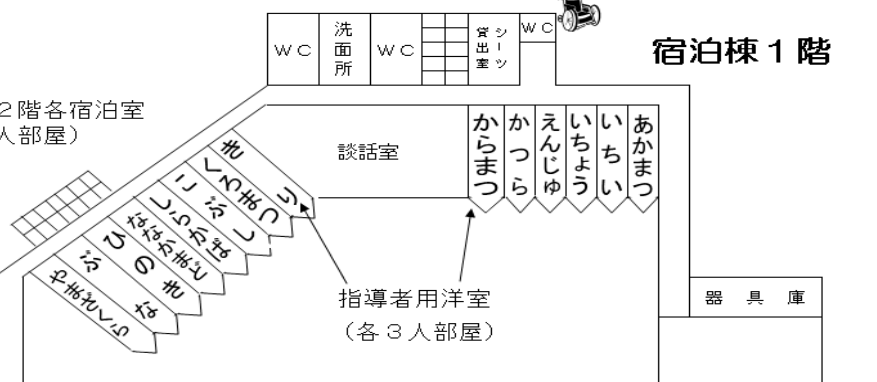 宿泊棟１階
ＷＣ
洗面所
ＷＣ
シーツ
貸出室
ＷＣ
２階各宿泊室
人部屋）
談話室
からまつ
かつら
えんじゅ
いちょう
いちい
あかまつ
きり
くろまつ
こぶし
しらかば
ななかまど
ひのき
ぶな
やまざくら
指導者用洋室
（各３人部屋）
器具庫